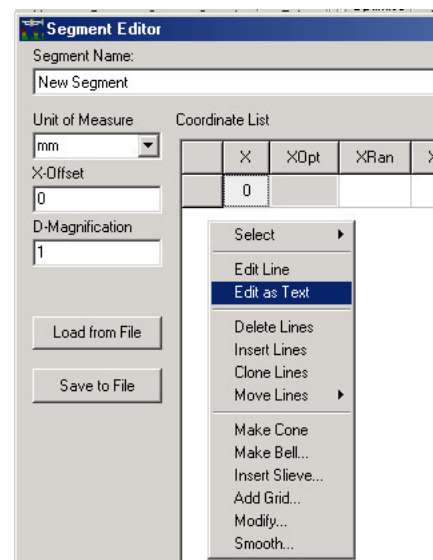 Segment Editor
Segment Name:
New Segment
Unit of Measure
mm
X-Offset
0
D-Magnification
1
Load from File
Save to File
Coordinate List
X XOpt XRan
0
Select
Edit Line
Edit as Text
Delete Lines
Insert Lines
Clone Lines
Move Lines
Make Cone
Make Bell...
Insert Slieve...
Add Grid...
Modify...
Smooth...